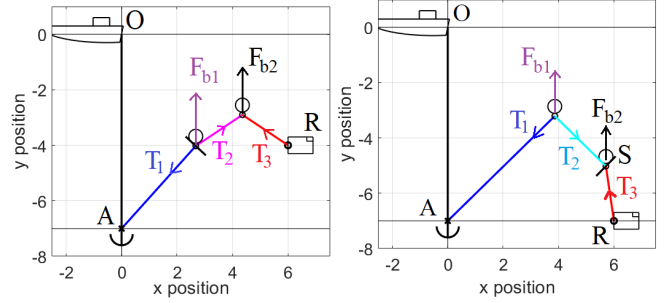 O
F_b1
F_b2
R
T_1
T_2
T_3
A
y position
0
-2
-4
-6
-8
-2
0
2
4
6
x position
O
F_b1
F_b2
S
T_1
T_2
T_3
A
R
y position
0
-2
-4
-6
-8
-2
0
2
4
6
x position